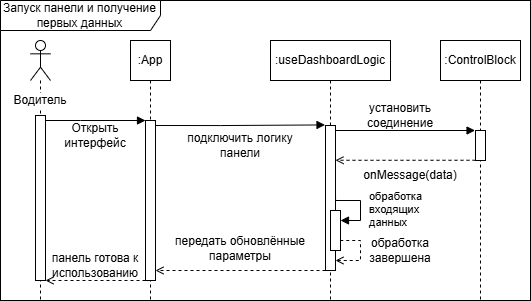 Запуск панели и получение
первых данных
:App
:useDashboardLogic
:ControlBlock
Водитель
Открыть
интерфейс
подключить логику
панели
установить
соединение
onMessage(data)
обработка
входящих
данных
обработка
завершена
передать обновлённые
параметры
панель готова к
использованию